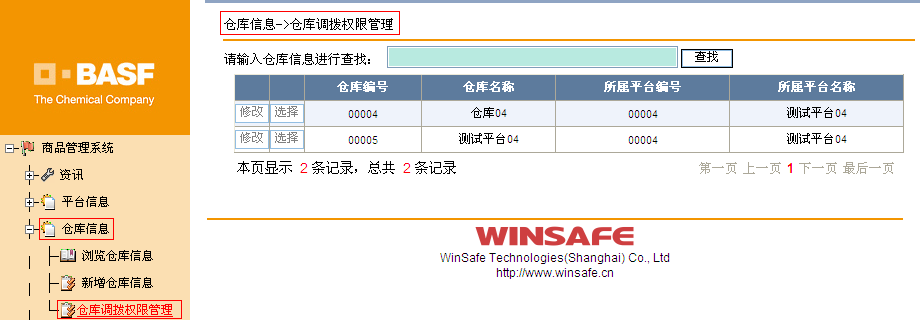 BASF
The Chemical Company
商品管理系统
资讯
平台信息
仓库信息
浏览仓库信息
新增仓库信息
仓库调拨权限管理
仓库信息->仓库调拨权限管理
请输入仓库信息进行查找： 查找
仓库编号 仓库名称 所属平台编号 所属平台名称
修改 选择 00004 仓库04 00004 测试平台04
修改 选择 00005 测试平台04 00004 测试平台04
本页显示 2 条记录，总共 2 条记录 第一页 上一页 1 下一页 最后一页
WINSAFE
WinSafe Technologies(Shanghai) Co., Ltd
http://www.winsafe.cn